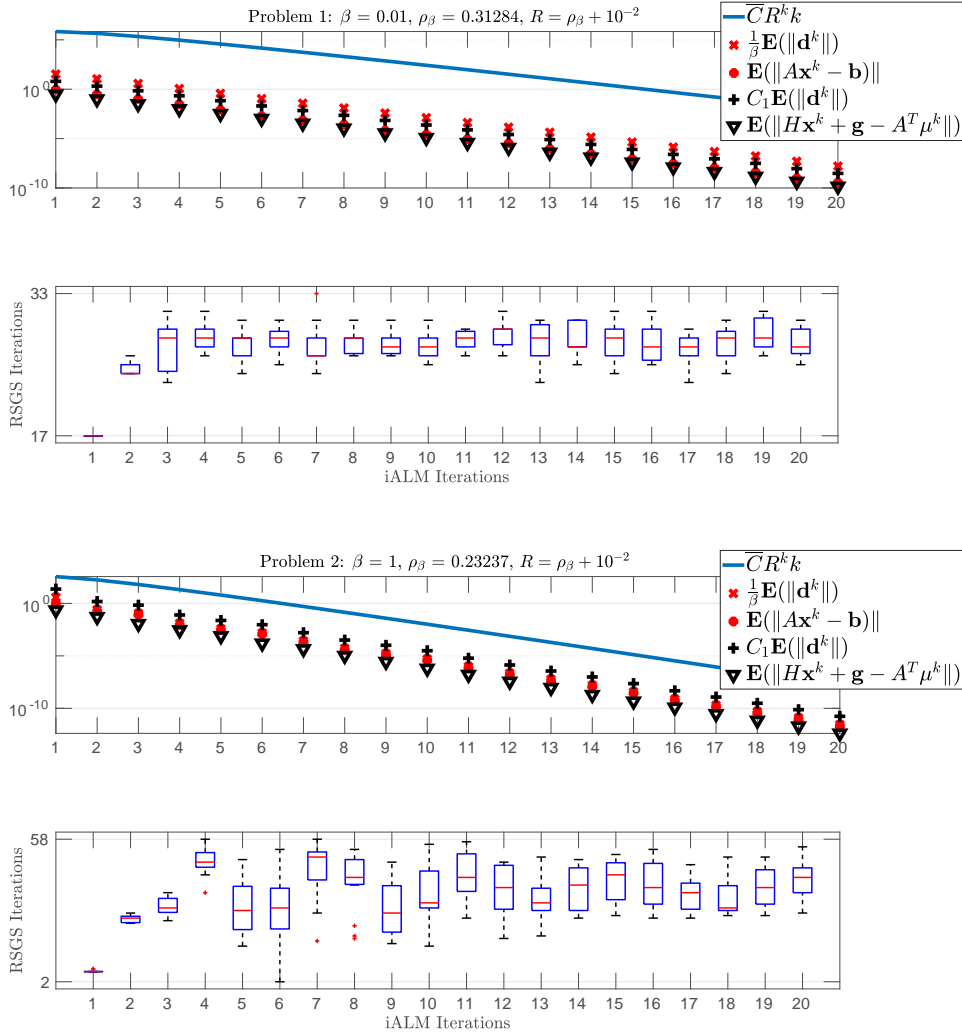 Problem 1: β = 0.01, ρ_β = 0.31284, R = ρ_β + 10^{-2}
C̅R^k k
1/β E(‖d^k‖)
E(‖Ax^k − b)‖
C_1E(‖d^k‖)
E(‖Hx^k + g − A^T μ^k‖)
10^0
10^{-10}
1 2 3 4 5 6 7 8 9 10 11 12 13 14 15 16 17 18 19 20
33
RSGS Iterations
17
1 2 3 4 5 6 7 8 9 10 11 12 13 14 15 16 17 18 19 20
iALM Iterations
Problem 2: β = 1, ρ_β = 0.23237, R = ρ_β + 10^{-2}
C̅R^k k
1/β E(‖d^k‖)
E(‖Ax^k − b)‖
C_1E(‖d^k‖)
E(‖Hx^k + g − A^T μ^k‖)
10^0
10^{-10}
1 2 3 4 5 6 7 8 9 10 11 12 13 14 15 16 17 18 19 20
58
RSGS Iterations
2
1 2 3 4 5 6 7 8 9 10 11 12 13 14 15 16 17 18 19 20
iALM Iterations